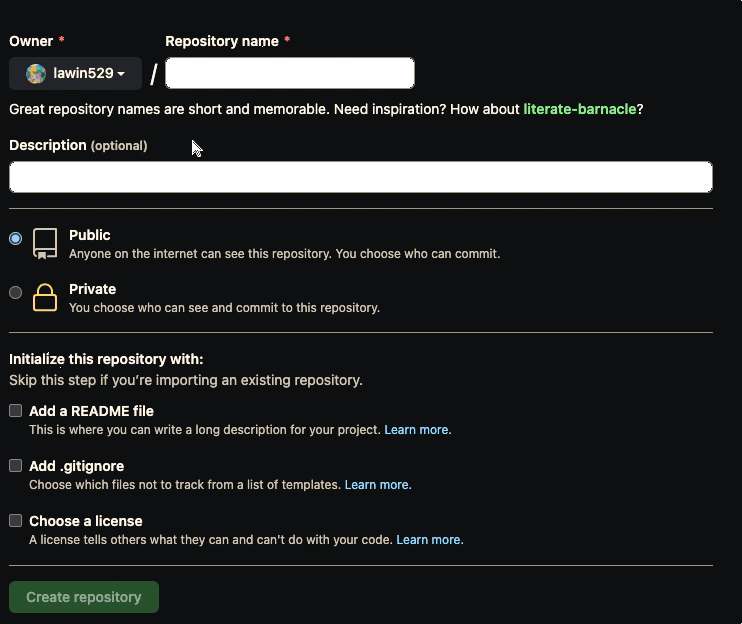 Owner * Repository name *
lawin529 /
Great repository names are short and memorable. Need inspiration? How about literate-barnacle?
Description (optional)
Public
Anyone on the internet can see this repository. You choose who can commit.
Private
You choose who can see and commit to this repository.
Initialize this repository with:
Skip this step if you’re importing an existing repository.
Add a README file
This is where you can write a long description for your project. Learn more.
Add .gitignore
Choose which files not to track from a list of templates. Learn more.
Choose a license
A license tells others what they can and can't do with your code. Learn more.
Create repository